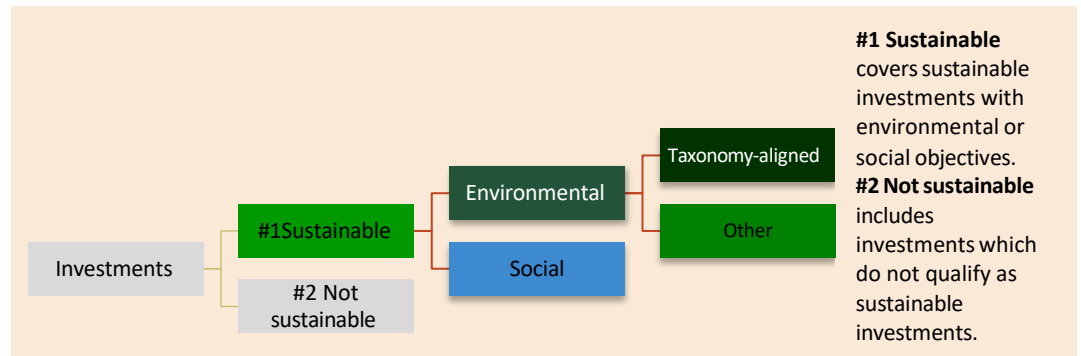 Investments
#1Sustainable
#2 Not
sustainable
Environmental
Social
Taxonomy-aligned
Other
#1 Sustainable
covers sustainable
investments with
environmental or
social objectives.
#2 Not sustainable
includes
investments which
do not qualify as
sustainable
investments.